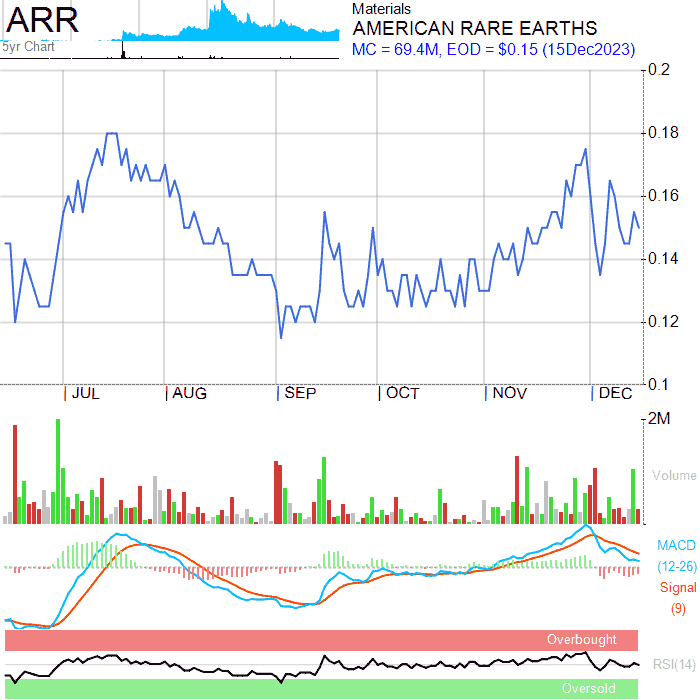 ARR
5yr Chart
Materials
AMERICAN RARE EARTHS
MC = 69.4M, EOD = $0.15 (15Dec2023)
0.2
0.18
0.16
0.14
0.12
0.1
JUL AUG SEP OCT NOV DEC
2M
Volume
MACD
(12-26)
Signal
(9)
Overbought
RSI(14)
Oversold